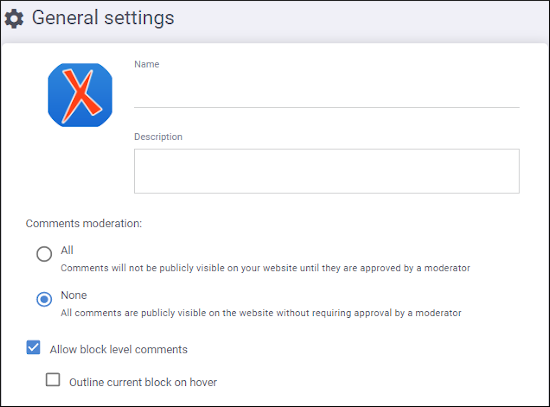 General settings
Name
Description
Comments moderation:
All
Comments will not be publicly visible on your website until they are approved by a moderator
None
All comments are publicly visible on the website without requiring approval by a moderator
Allow block level comments
Outline current block on hover